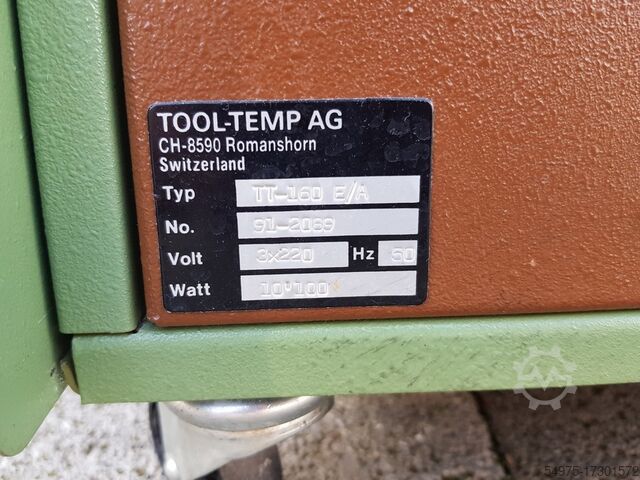 TOOL-TEMP AG
CH-8590 Romanshorn
Switzerland
Typ TT-160 E/A
No. 91-2089
Volt 3x220 Hz 50
Watt 10'100
54975-17301572